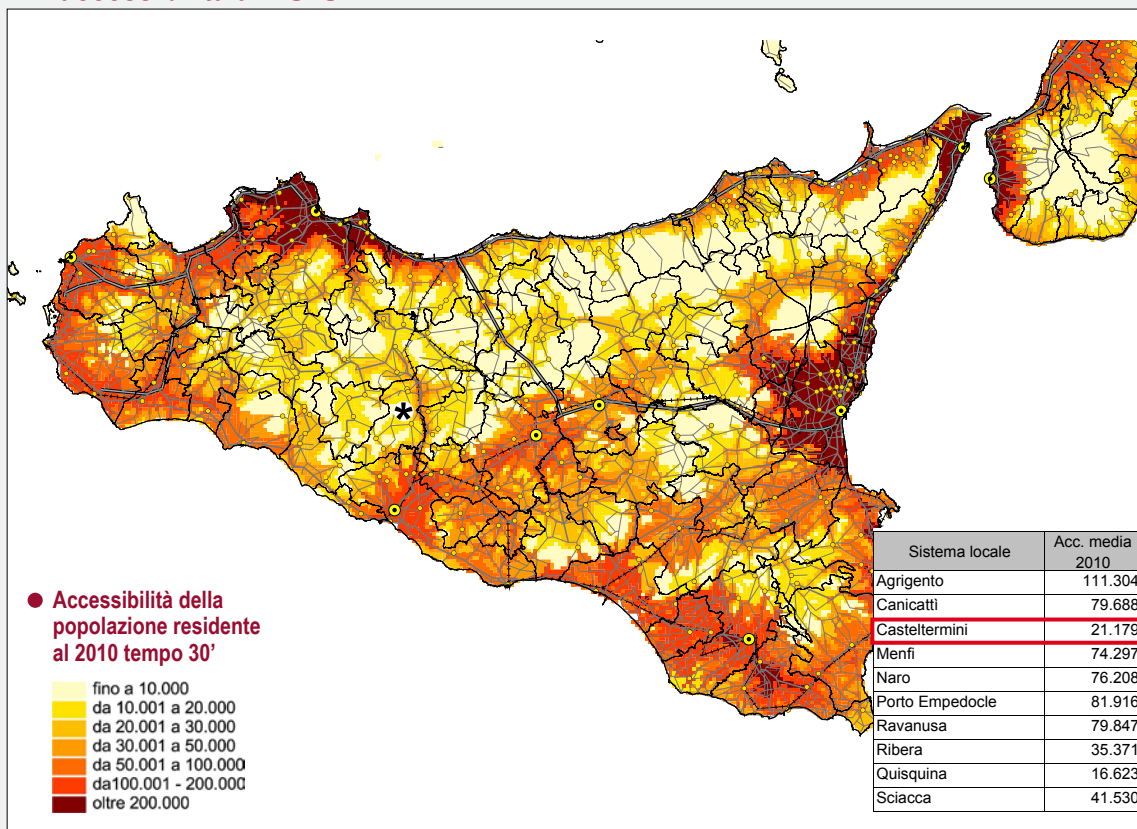 ● Accessibilità della
popolazione residente
al 2010 tempo 30'
fino a 10.000
da 10.001 a 20.000
da 20.001 a 30.000
da 30.001 a 50.000
da 50.001 a 100.000
da100.001 - 200.000
oltre 200.000
*
Sistema locale Acc. media 2010
Agrigento 111.304
Canicattì 79.688
Casteltermini 21.179
Menfi 74.297
Naro 76.208
Porto Empedocle 81.916
Ravanusa 79.847
Ribera 35.371
Quisquina 16.623
Sciacca 41.530